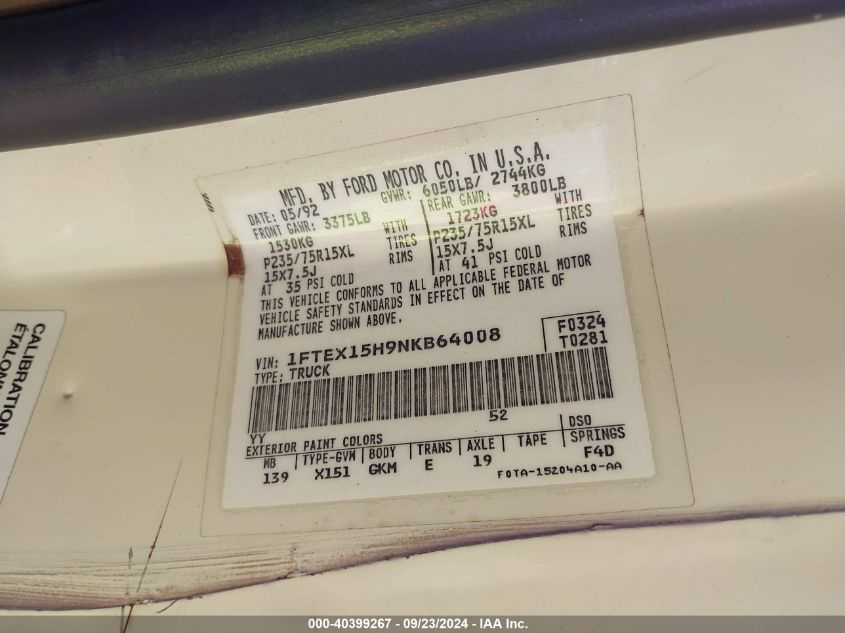 MFD. BY FORD MOTOR CO. IN U.S.A.
DATE: 05/92 GVWR: 6050LB/ 2744KG
FRONT GAWR: 3375LB REAR GAWR: 3800LB
1530KG WITH 1723KG WITH
P235/75R15XL TIRES P235/75R15XL TIRES
15X7.5J RIMS 15X7.5J RIMS
AT 35 PSI COLD AT 41 PSI COLD
THIS VEHICLE CONFORMS TO ALL APPLICABLE FEDERAL MOTOR
VEHICLE SAFETY STANDARDS IN EFFECT ON THE DATE OF
MANUFACTURE SHOWN ABOVE.
F0324
VIN: 1FTEX15H9NKB64008 T0281
TYPE: TRUCK
52
YY
EXTERIOR PAINT COLORS DSO
MB TYPE-GVM BODY TRANS AXLE TAPE SPRINGS
139 X151 GKM E 19 F4D
F0TA-15204A10-AA
CALIBRATION
ÉTALONN
000-40399267 - 09/23/2024 - IAA Inc.